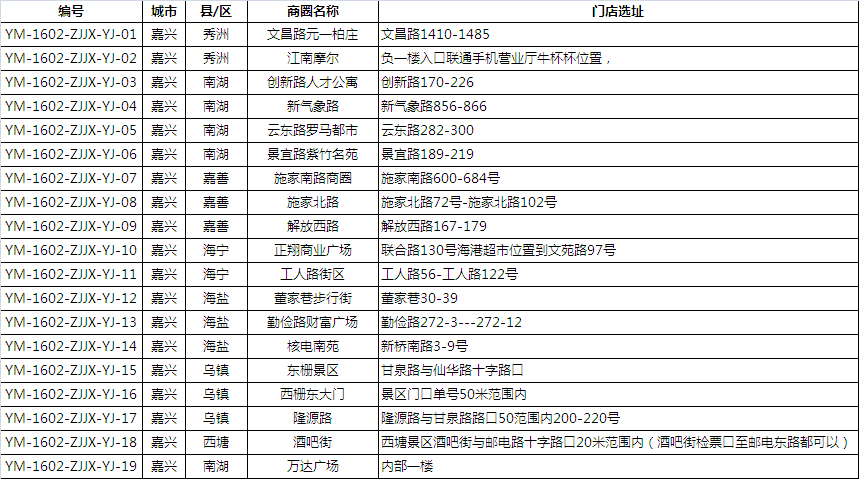 编号 城市 县/区 商圈名称 门店选址
YM-1602-ZJJX-YJ-01 嘉兴 秀洲 文昌路元一柏庄 文昌路1410-1485
YM-1602-ZJJX-YJ-02 嘉兴 秀洲 江南摩尔 负一楼入口联通手机营业厅牛杯杯位置，
YM-1602-ZJJX-YJ-03 嘉兴 南湖 创新路人才公寓 创新路170-226
YM-1602-ZJJX-YJ-04 嘉兴 南湖 新气象路 新气象路856-866
YM-1602-ZJJX-YJ-05 嘉兴 南湖 云东路罗马都市 云东路282-300
YM-1602-ZJJX-YJ-06 嘉兴 南湖 景宜路紫竹名苑 景宜路189-219
YM-1602-ZJJX-YJ-07 嘉兴 嘉善 施家南路商圈 施家南路600-684号
YM-1602-ZJJX-YJ-08 嘉兴 嘉善 施家北路 施家北路72号-施家北路102号
YM-1602-ZJJX-YJ-09 嘉兴 嘉善 解放西路 解放西路167-179
YM-1602-ZJJX-YJ-10 嘉兴 海宁 正翔商业广场 联合路130号海港超市位置到文苑路97号
YM-1602-ZJJX-YJ-11 嘉兴 海宁 工人路街区 工人路56-工人路122号
YM-1602-ZJJX-YJ-12 嘉兴 海盐 董家巷步行街 董家巷30-39
YM-1602-ZJJX-YJ-13 嘉兴 海盐 勤俭路财富广场 勤俭路272-3---272-12
YM-1602-ZJJX-YJ-14 嘉兴 海盐 核电南苑 新桥南路3-9号
YM-1602-ZJJX-YJ-15 嘉兴 乌镇 东栅景区 甘泉路与仙华路十字路口
YM-1602-ZJJX-YJ-16 嘉兴 乌镇 西栅东大门 景区门口单号50米范围内
YM-1602-ZJJX-YJ-17 嘉兴 乌镇 隆源路 隆源路与甘泉路路口50范围内200-220号
YM-1602-ZJJX-YJ-18 嘉兴 西塘 酒吧街 西塘景区酒吧街与邮电路十字路口20米范围内（酒吧街检票口至邮电东路都可以）
YM-1602-ZJJX-YJ-19 嘉兴 南湖 万达广场 内部一楼